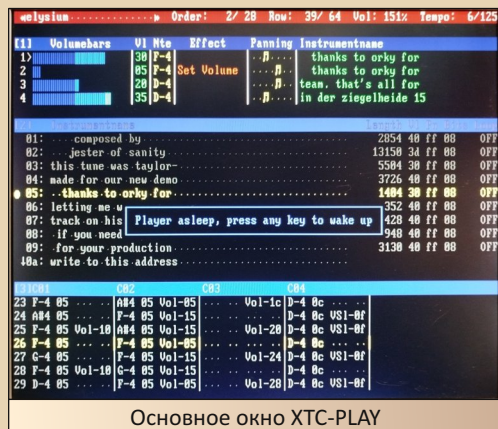 elysium Order: 2/ 28 Row: 39/ 64 Vol: 151% Tempo: 6/125
[1] Volumebars Vl Nte Effect Panning Instrumentname
1) 30 F-4 thanks to orky for
2 05 F-4 Set Volume thanks to orky for
3 20 D-4 team. that's all for
4 35 D-4 in der ziegelheide 15
01: composed by 2854 40 ff 08 OFF
02: jester of sanity 13150 3d ff 08 OFF
03: this tune was taylor- 5504 30 ff 08 OFF
04: made for our new demo 3726 40 ff 08 OFF
05: thanks to orky for 1404 30 ff 08 OFF
06: letting me w 352 40 ff 08 OFF
07: track on his 428 40 ff 08 OFF
Player asleep, press any key to wake up
08: if you need 948 40 ff 08 OFF
09: for your production 3130 40 ff 08 OFF
0a: write to this address
[3]C01 C02 C03 C04
23 F-4 05 A#4 05 Vol-05 Vol-1c D-4 0c
24 A#4 05 F-4 05 Vol-15 D-4 0c VSl-0f
25 F-4 05 Vol-10 A#4 05 Vol-15 Vol-20 D-4 0c VSl-0f
26 F-4 05 F-4 05 Vol-05 D-4 0c
27 G-4 05 F-4 05 Vol-15 Vol-24 D-4 0c VSl-0f
28 F-4 05 Vol-10 G-4 05 Vol-15 D-4 0c VSl-0f
29 D-4 05 F-4 05 Vol-15 Vol-28 D-4 0c VSl-0f
Основное окно XTC-PLAY